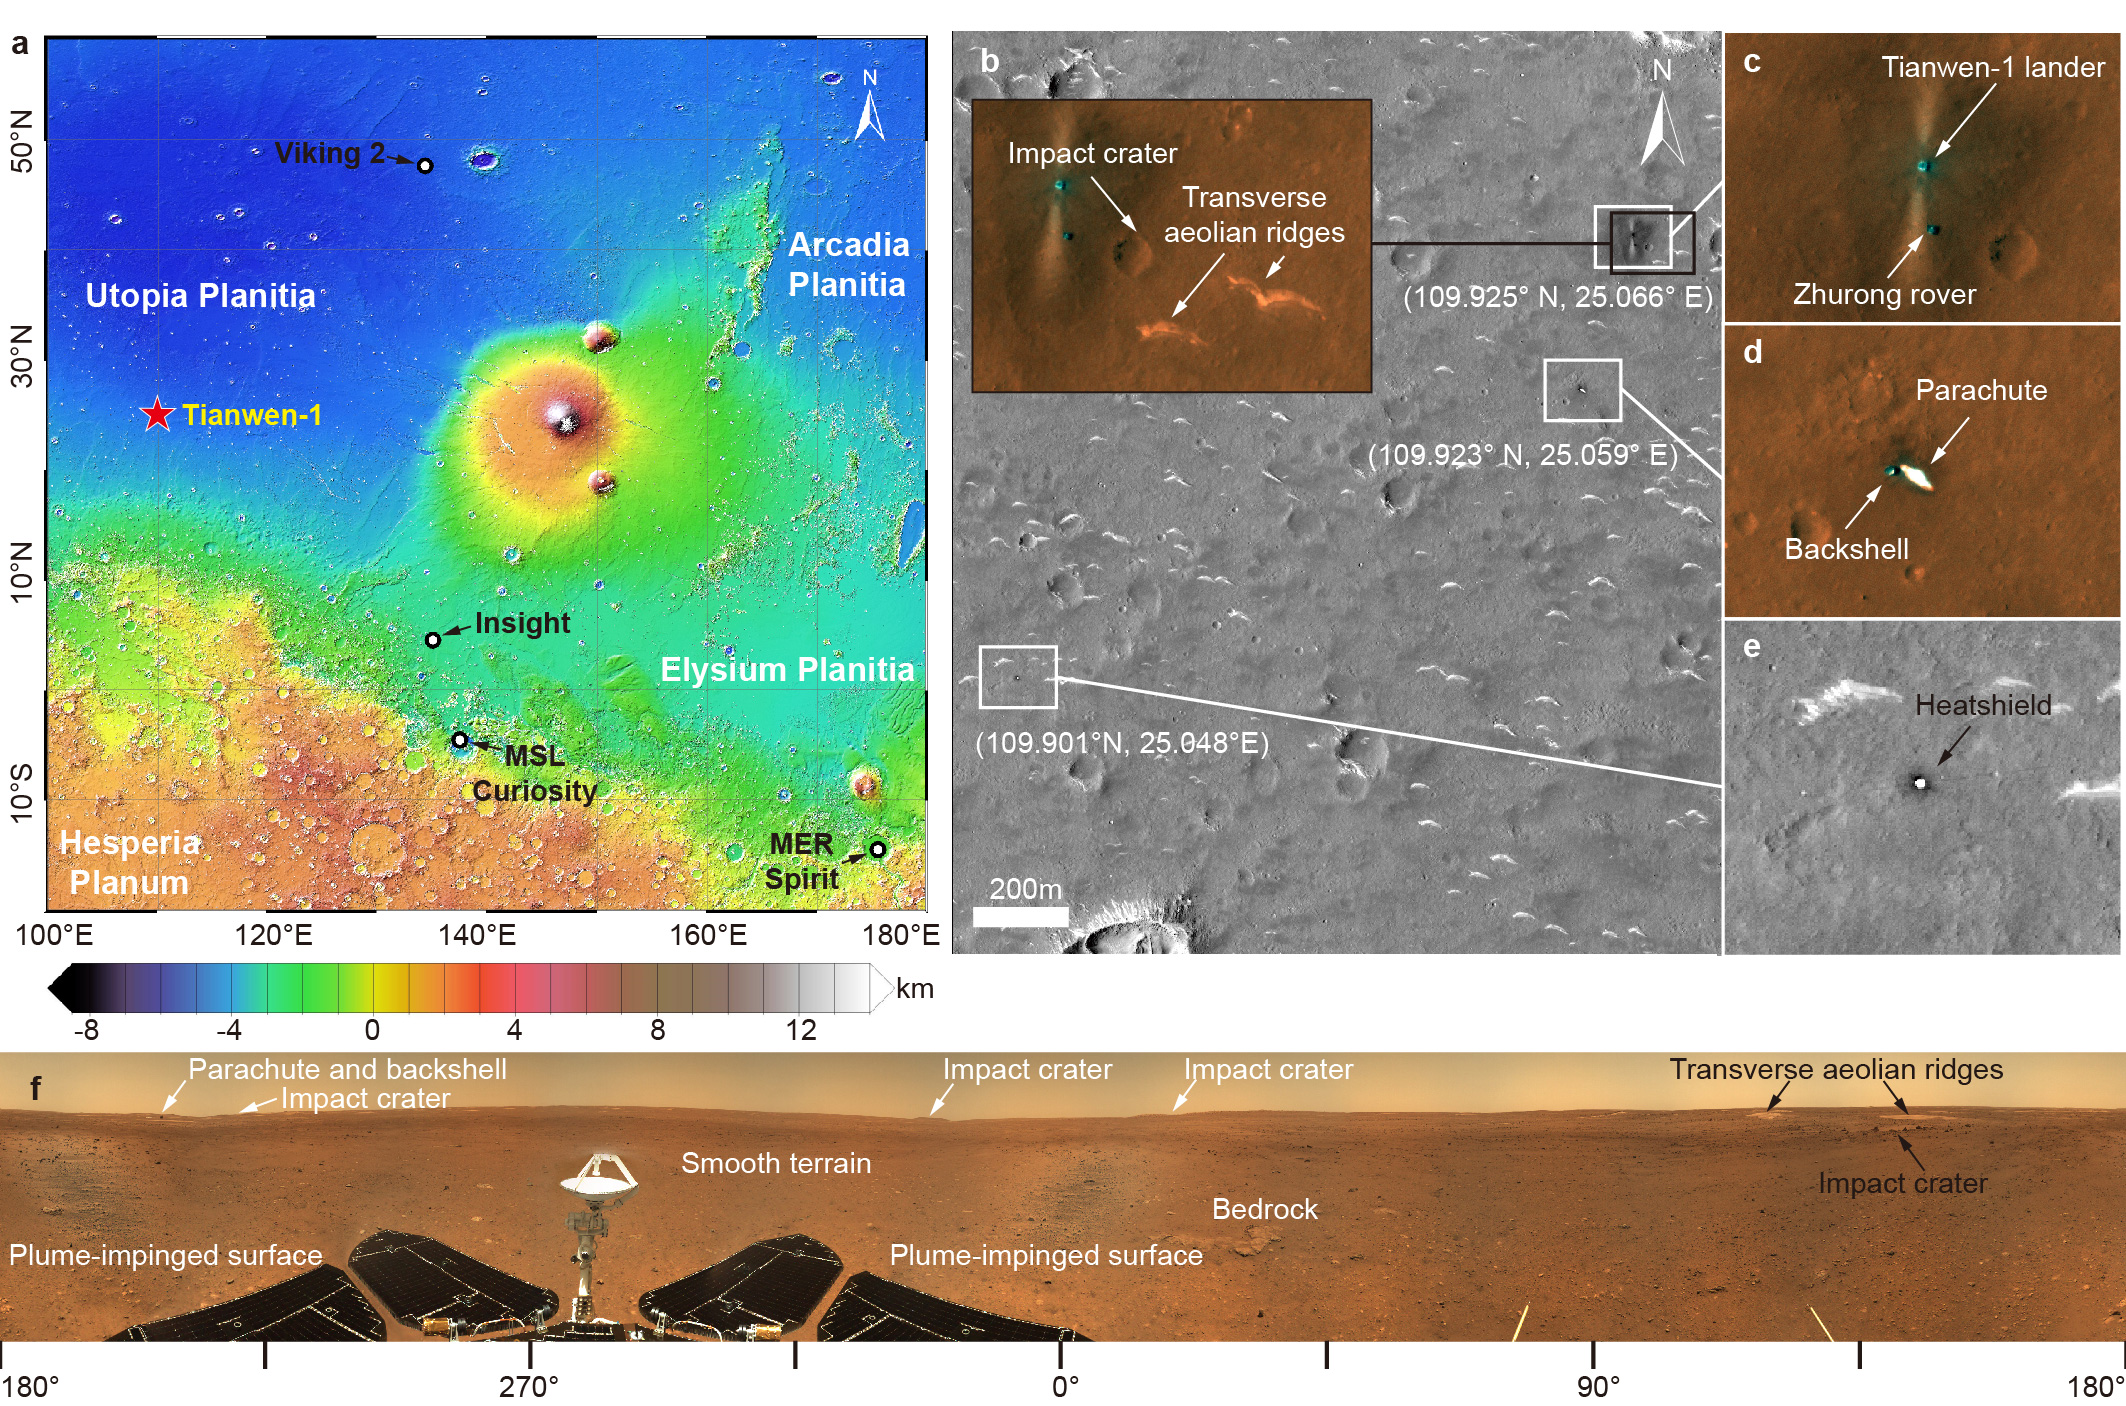 a
N
50°N
30°N
10°N
10°S
Viking 2
Utopia Planitia
Arcadia
Planitia
Tianwen-1
Insight
Elysium Planitia
MSL
Curiosity
Hesperia
Planum
MER
Spirit
100°E
120°E
140°E
160°E
180°E
-8
-4
0
4
8
12
km
b
N
Impact crater
Transverse
aeolian ridges
(109.925° N, 25.066° E)
(109.923° N, 25.059° E)
(109.901°N, 25.048°E)
200m
c
Tianwen-1 lander
Zhurong rover
d
Parachute
Backshell
e
Heatshield
f
Parachute and backshell
Impact crater
Impact crater
Impact crater
Transverse aeolian ridges
Smooth terrain
Impact crater
Bedrock
Plume-impinged surface
Plume-impinged surface
180°
270°
0°
90°
180°